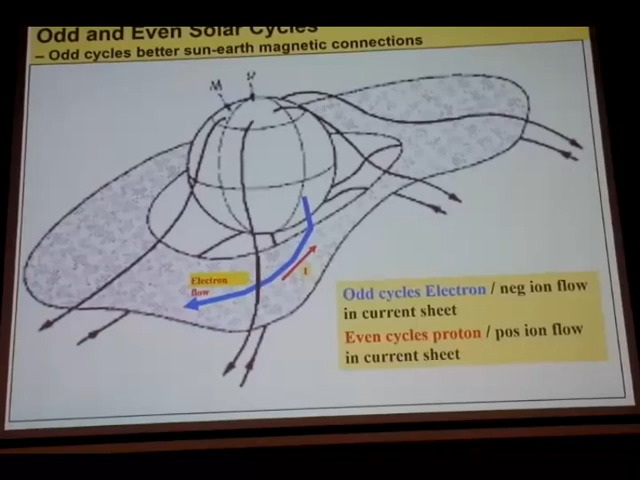 Odd and Even Solar Cycles
– Odd cycles better sun-earth magnetic connections
M
Electron
flow
I
Odd cycles Electron / neg ion flow
in current sheet
Even cycles proton / pos ion flow
in current sheet